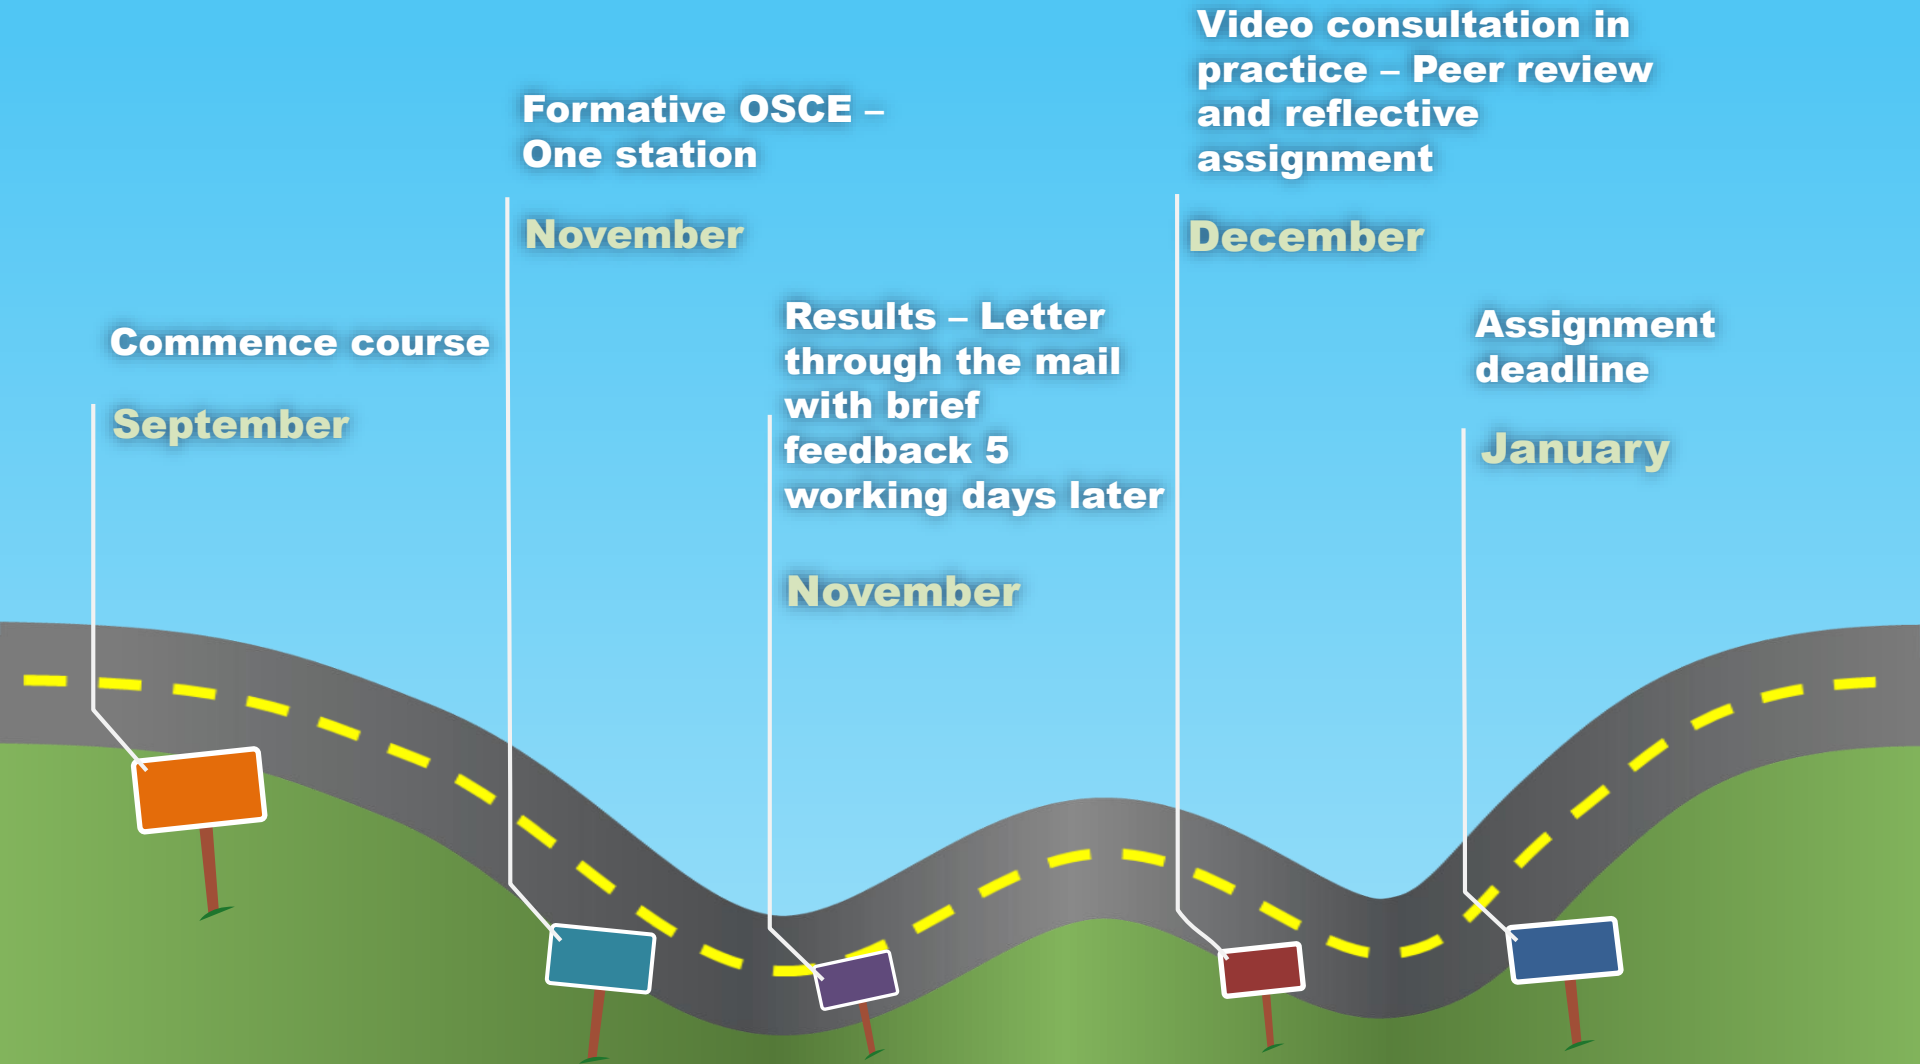 Commence course
September
Formative OSCE –
One station
November
Results – Letter
through the mail
with brief
feedback 5
working days later
November
Video consultation in
practice – Peer review
and reflective
assignment
December
Assignment
deadline
January